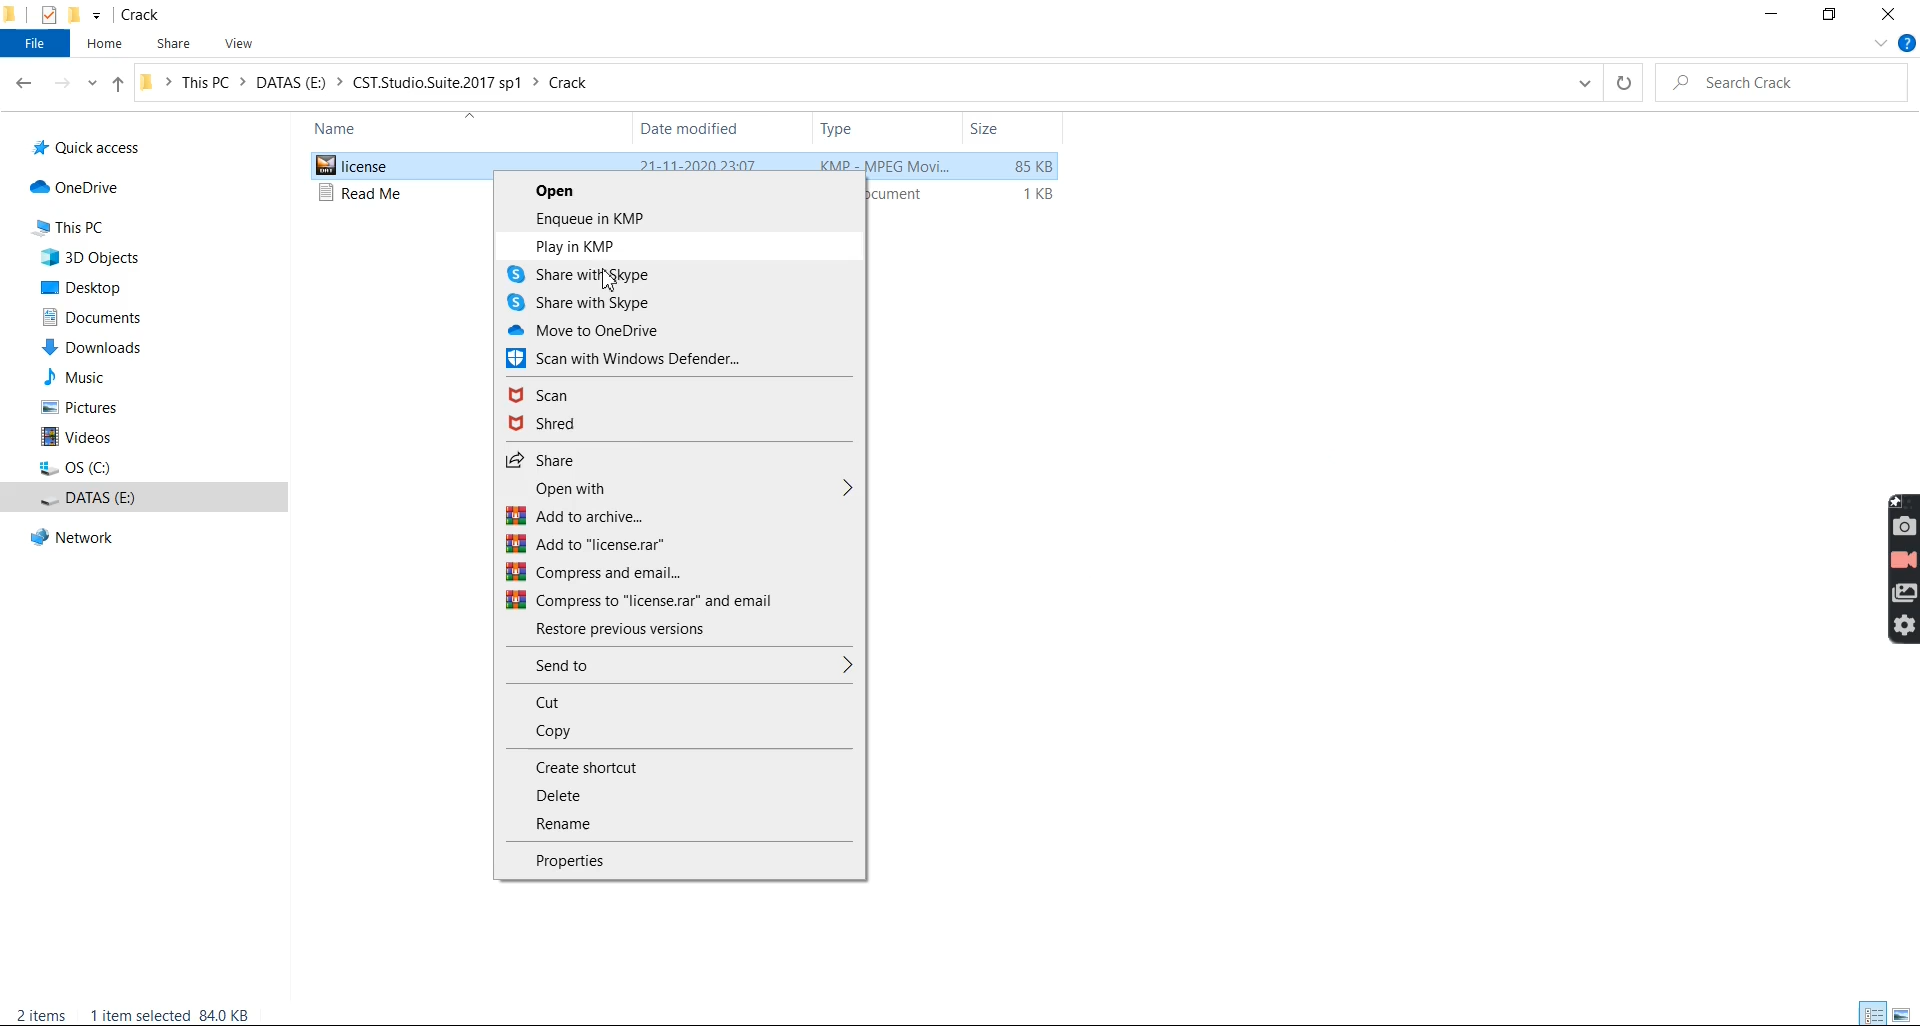 Crack
File Home Share View
This PC > DATAS (E:) > CST.Studio.Suite.2017 sp1 > Crack
Search Crack
Name Date modified Type Size
license 21-11-2020 23:07 KMP - MPEG Movi... 85 KB
Read Me ocument 1 KB
Quick access
OneDrive
This PC
3D Objects
Desktop
Documents
Downloads
Music
Pictures
Videos
OS (C:)
DATAS (E:)
Network
Open
Enqueue in KMP
Play in KMP
Share with Skype
Share with Skype
Move to OneDrive
Scan with Windows Defender...
Scan
Shred
Share
Open with
Add to archive...
Add to "license.rar"
Compress and email...
Compress to "license.rar" and email
Restore previous versions
Send to
Cut
Copy
Create shortcut
Delete
Rename
Properties
2 items 1 item selected 84.0 KB